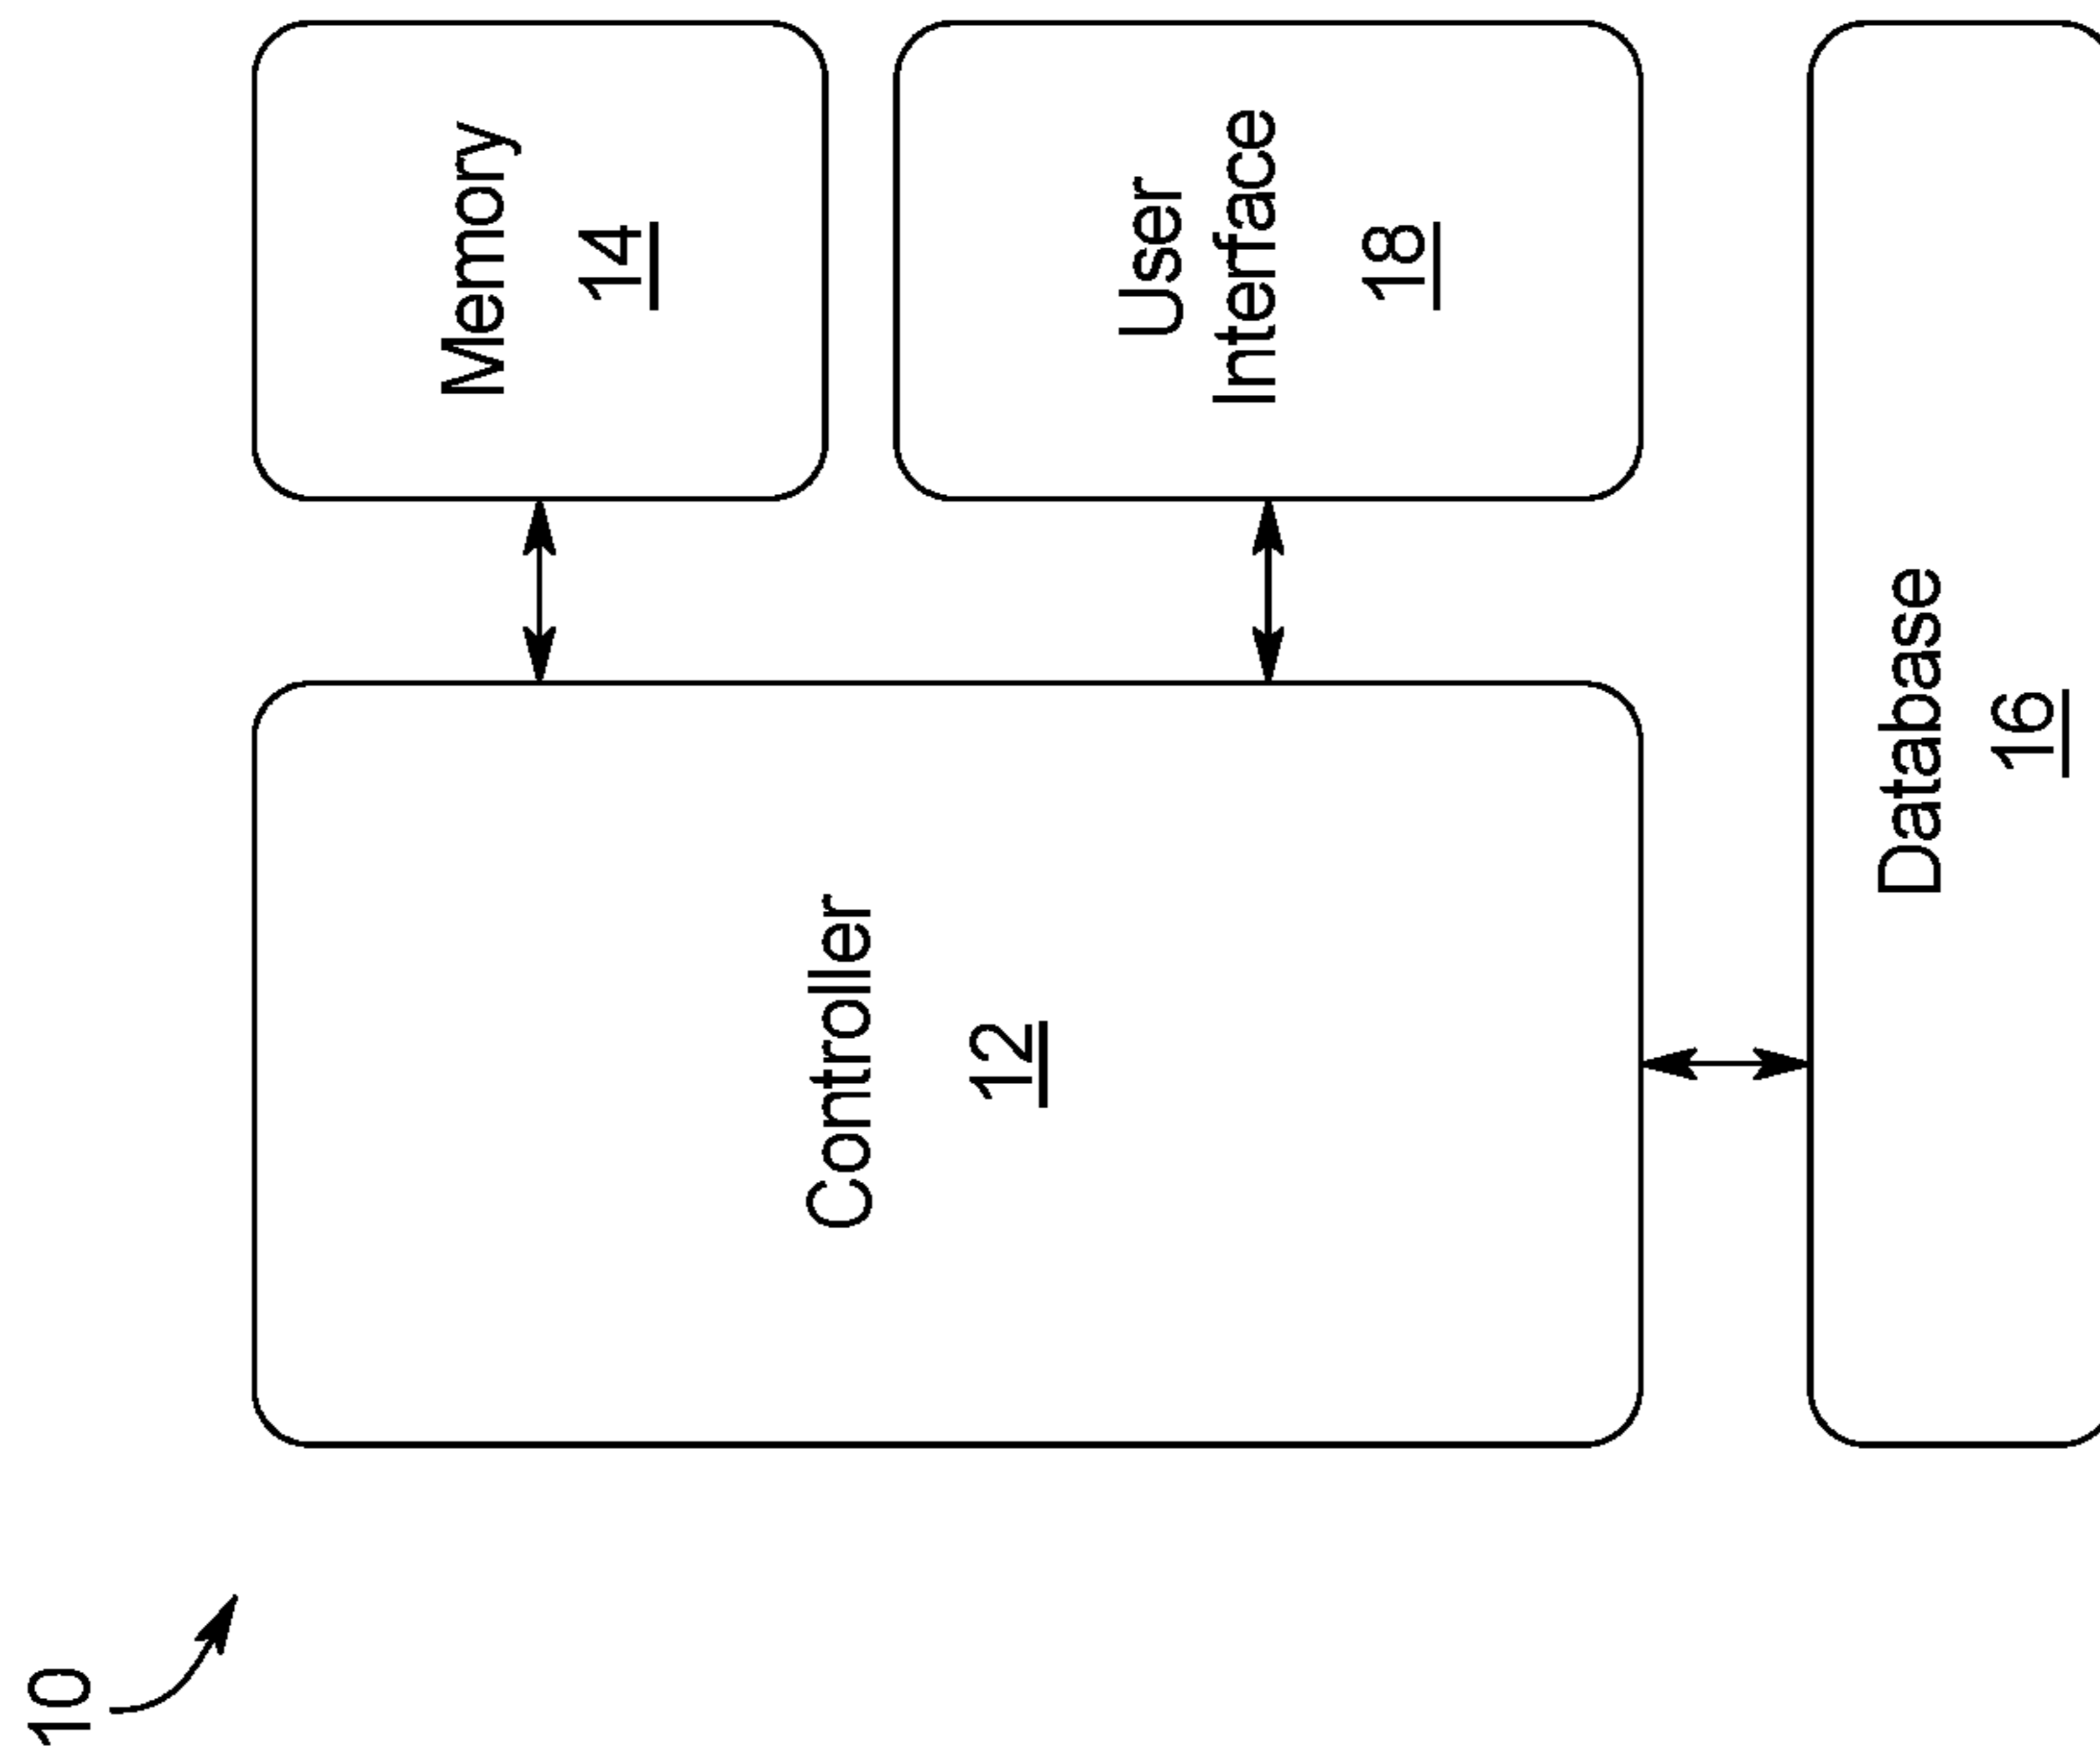 10
Controller
12
Memory
14
User
Interface
18
Database
16